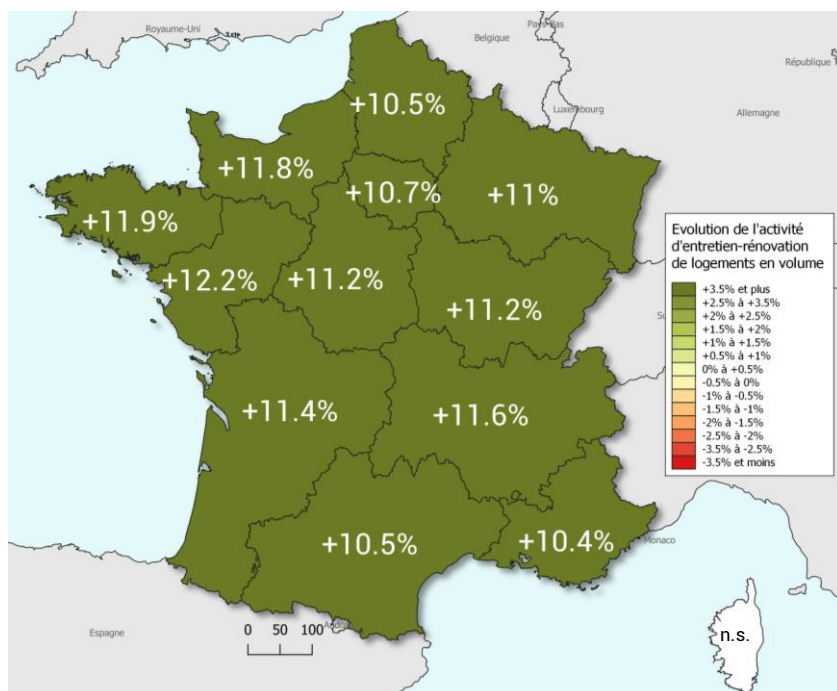 Royaume-Uni
Pays-Bas
Belgique
République
Luxembourg
Allemagne
+10.5%
+11.8%
+10.7%
+11%
+11.9%
+12.2%
+11.2%
+11.2%
+11.4%
+11.6%
+10.5%
+10.4%
Monaco
Espagne
0 50 100
n.s.
Evolution de l'activité
d'entretien-rénovation
de logements en volume
+3.5% et plus
+2.5% à +3.5%
+2% à +2.5%
+1.5% à +2%
+1% à +1.5%
+0.5% à +1%
0% à +0.5%
-0.5% à 0%
-1% à -0.5%
-1.5% à -1%
-2% à -1.5%
-2.5% à -2%
-3.5% à -2.5%
-3.5% et moins